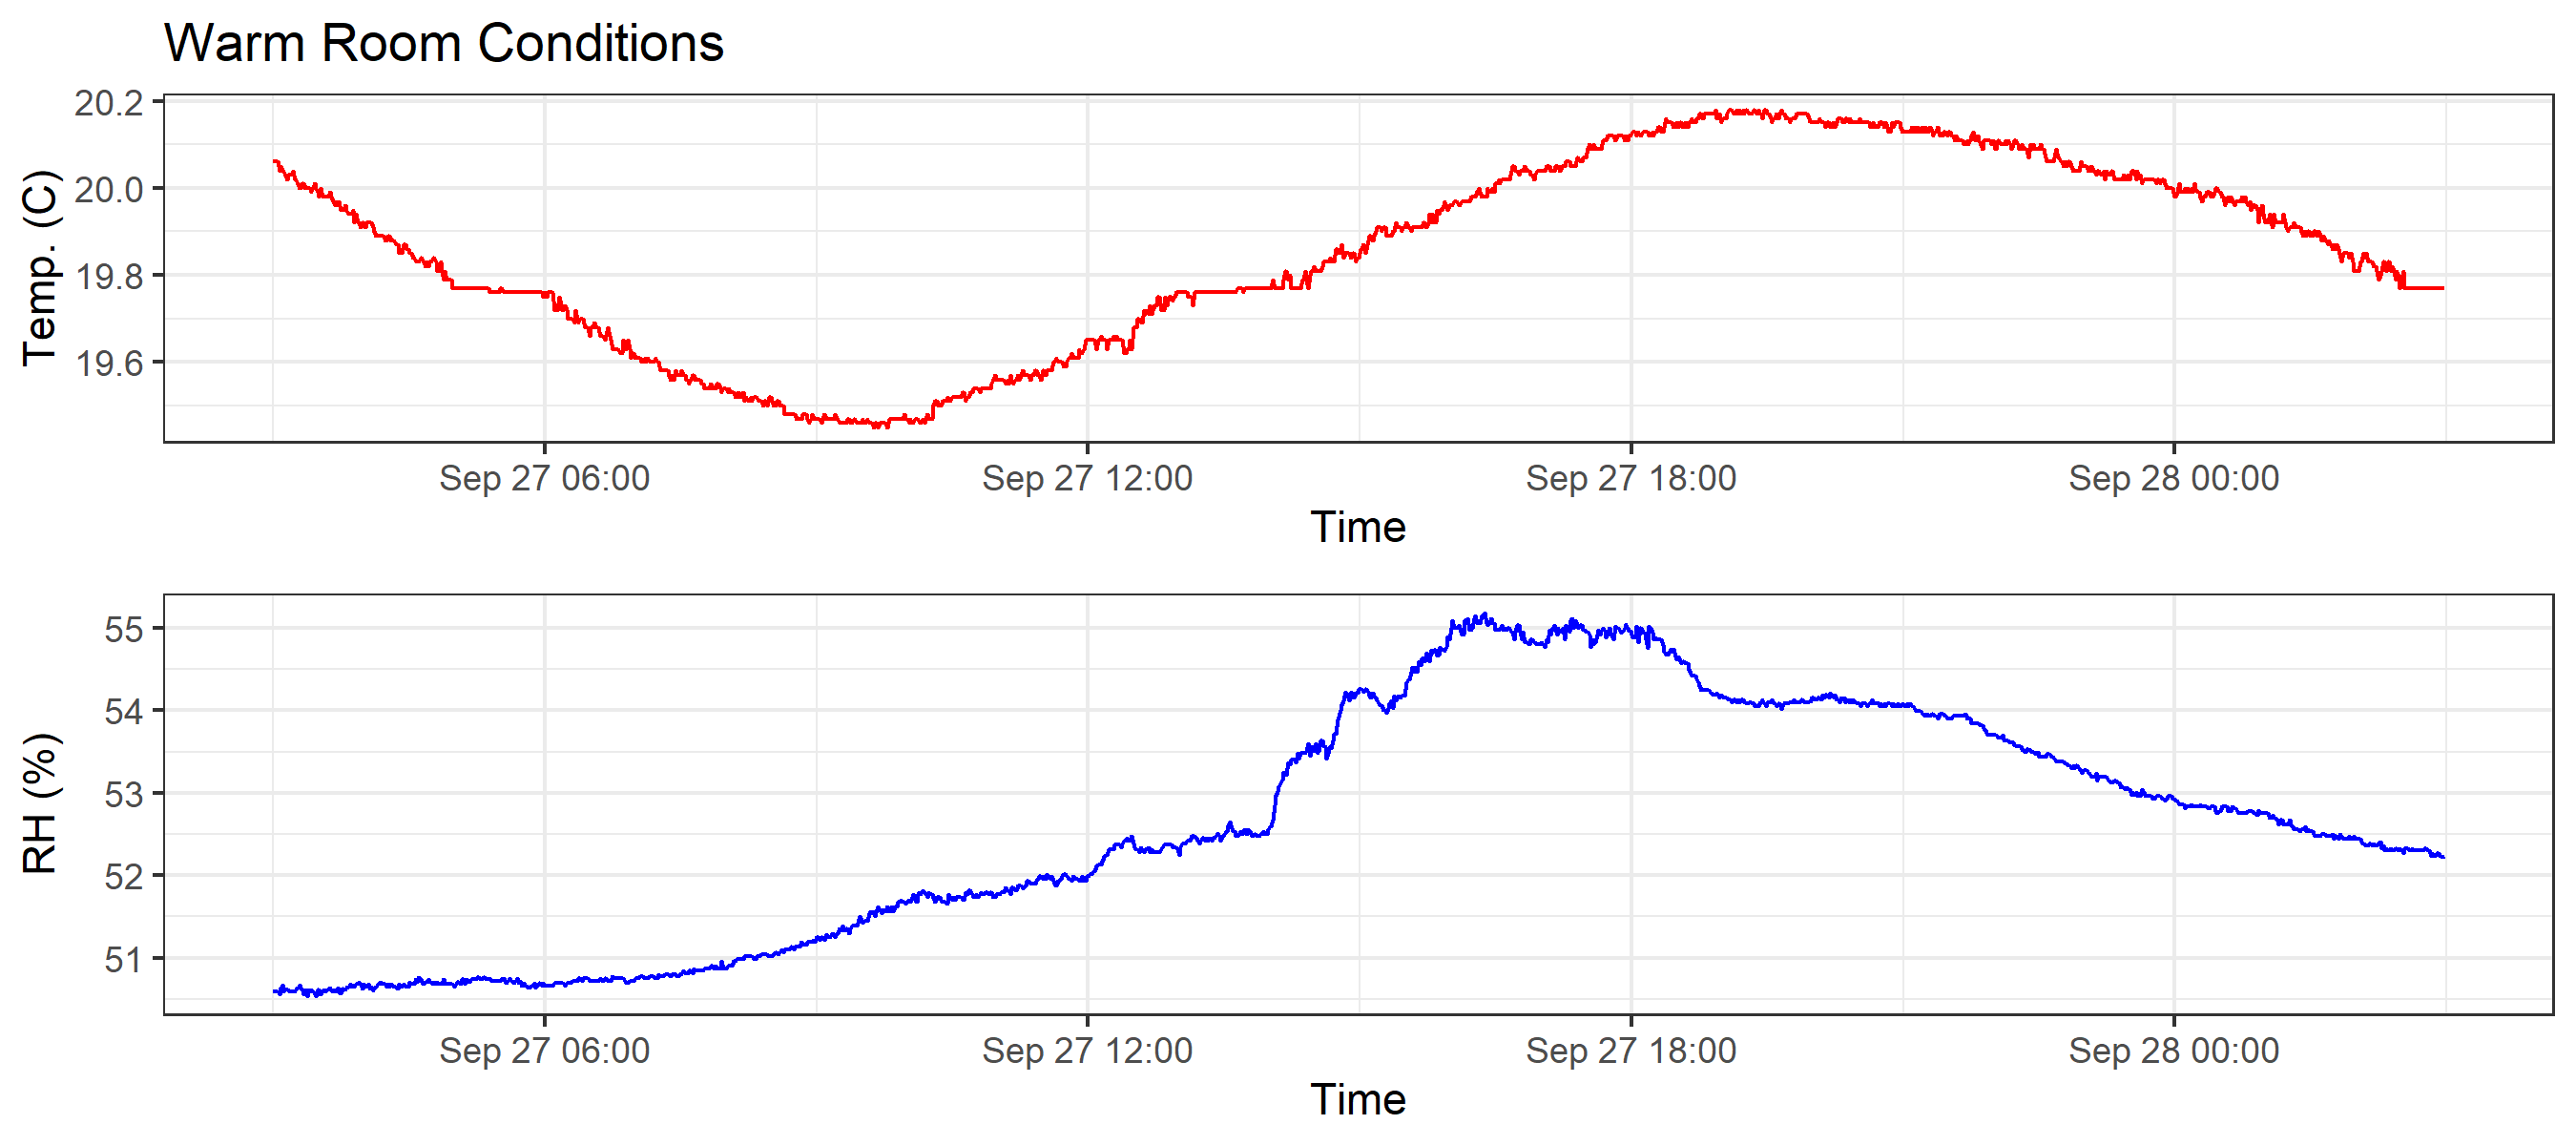 Warm Room Conditions
Temp. (C)
20.2
20.0
19.8
19.6
Sep 27 06:00 Sep 27 12:00 Sep 27 18:00 Sep 28 00:00
Time
RH (%)
55
54
53
52
51
Sep 27 06:00 Sep 27 12:00 Sep 27 18:00 Sep 28 00:00
Time